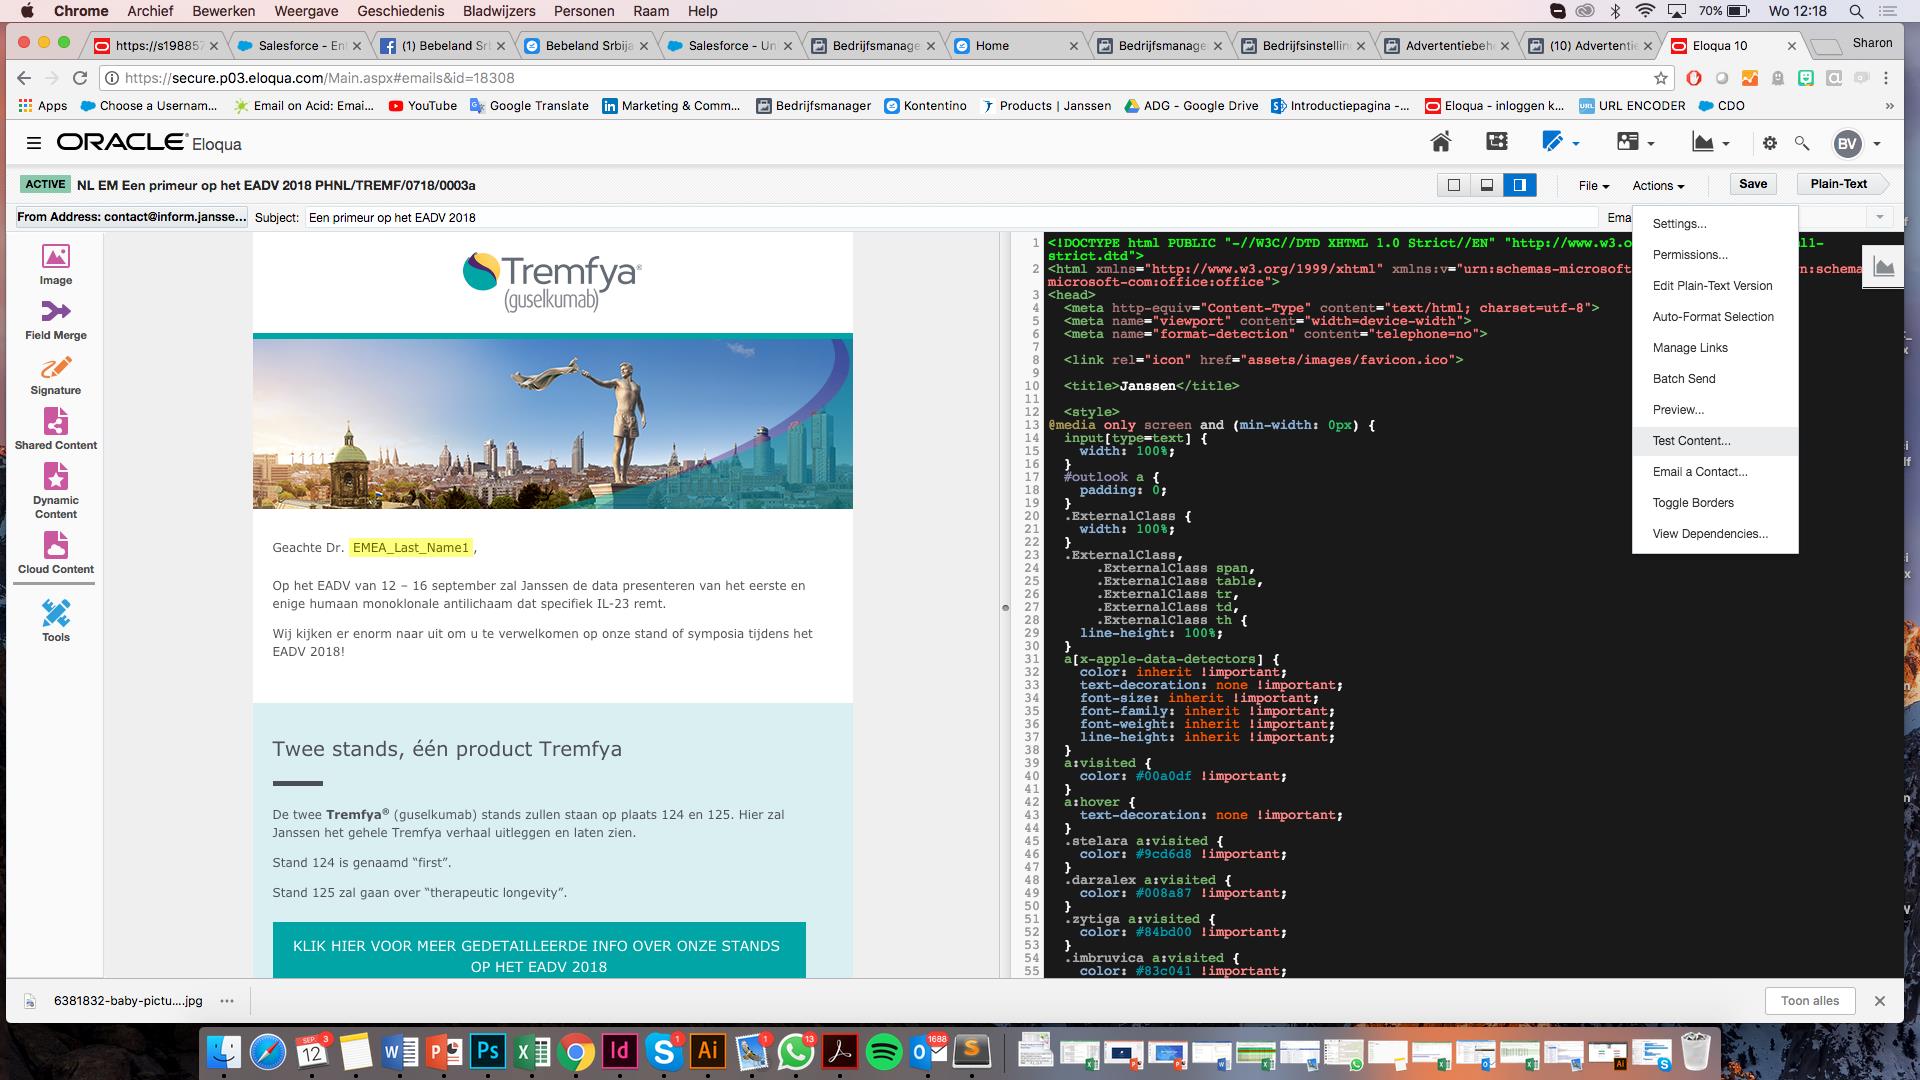 Chrome Archief Bewerken Weergave Geschiedenis Bladwijzers Personen Raam Help 70% Wo 12:18
https://s19885 Salesforce - En (1) Bebeland Sr Bebeland Srbija Salesforce - Un Bedrijfsmanage Home Bedrijfsmanage Bedrijfsinstellin Advertentiebeh (10) Advertentie Eloqua 10 Sharon
https://secure.p03.eloqua.com/Main.aspx#emails&id=18308
Apps Choose a Usernam... Email on Acid: Emai... YouTube Google Translate Marketing & Comm... Bedrijfsmanager Kontentino Products | Janssen ADG - Google Drive Introductiepagina -... Eloqua - inloggen k... URL ENCODER CDO »
ORACLE® Eloqua BV
ACTIVE NL EM Een primeur op het EADV 2018 PHNL/TREMF/0718/0003a File Actions Save Plain-Text
From Address: contact@inform.jansse... Subject: Een primeur op het EADV 2018 Ema
Settings...
Permissions...
Edit Plain-Text Version
Auto-Format Selection
Manage Links
Batch Send
Preview...
Test Content...
Email a Contact...
Toggle Borders
View Dependencies...
Image
Field Merge
Signature
Shared Content
Dynamic
Content
Cloud Content
Tools
Tremfya®
(guselkumab)
Geachte Dr. EMEA_Last_Name1 ,
Op het EADV van 12 – 16 september zal Janssen de data presenteren van het eerste en
enige humaan monoklonale antilichaam dat specifiek IL-23 remt.
Wij kijken er enorm naar uit om u te verwelkomen op onze stand of symposia tijdens het
EADV 2018!
Twee stands, één product Tremfya
De twee Tremfya® (guselkumab) stands zullen staan op plaats 124 en 125. Hier zal
Janssen het gehele Tremfya verhaal uitleggen en laten zien.
Stand 124 is genaamd “first”.
Stand 125 zal gaan over “therapeutic longevity”.
KLIK HIER VOOR MEER GEDETAILLEERDE INFO OVER ONZE STANDS
OP HET EADV 2018
1 <!DOCTYPE html PUBLIC "-//W3C//DTD XHTML 1.0 Strict//EN" "http://www.w3.o
strict.dtd">
2 <html xmlns="http://www.w3.org/1999/xhtml" xmlns:v="urn:schemas-microsoft n:schema
microsoft-com:office:office">
3 <head>
4 <meta http-equiv="Content-Type" content="text/html; charset=utf-8">
5 <meta name="viewport" content="width=device-width">
6 <meta name="format-detection" content="telephone=no">
7
8 <link rel="icon" href="assets/images/favicon.ico">
9
10 <title>Janssen</title>
11
12 <style>
13 @media only screen and (min-width: 0px) {
14 input[type=text] {
15 width: 100%;
16 }
17 #outlook a {
18 padding: 0;
19 }
20 .ExternalClass {
21 width: 100%;
22 }
23 .ExternalClass,
24 .ExternalClass span,
25 .ExternalClass table,
26 .ExternalClass tr,
27 .ExternalClass td,
28 .ExternalClass th {
29 line-height: 100%;
30 }
31 a[x-apple-data-detectors] {
32 color: inherit !important;
33 text-decoration: none !important;
34 font-size: inherit !important;
35 font-family: inherit !important;
36 font-weight: inherit !important;
37 line-height: inherit !important;
38 }
39 a:visited {
40 color: #00a0df !important;
41 }
42 a:hover {
43 text-decoration: none !important;
44 }
45 .stelara a:visited {
46 color: #9cd6d8 !important;
47 }
48 .darzalex a:visited {
49 color: #008a87 !important;
50 }
51 .zytiga a:visited {
52 color: #84bd00 !important;
53 }
54 .imbruvica a:visited {
55 color: #83c041 !important;
6381832-baby-pictu....jpg Toon alles
SEP. 12 3 W P Ps X Id S 1 Ai 1 13 1688 S